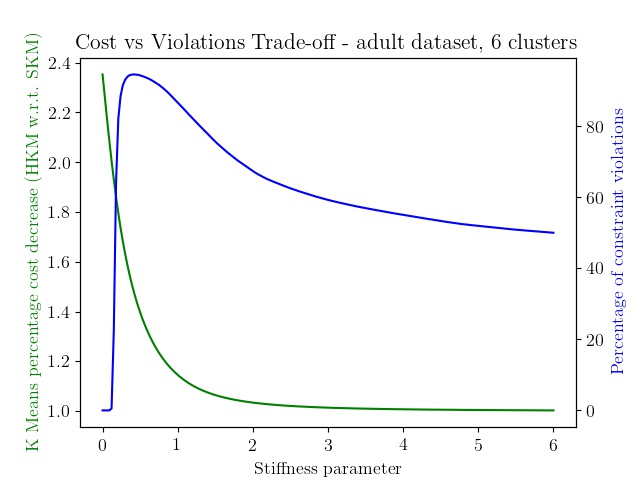 Cost vs Violations Trade-off - adult dataset, 6 clusters
K Means percentage cost decrease (HKM w.r.t. SKM)
2.4
2.2
2.0
1.8
1.6
1.4
1.2
1.0
80
60
40
20
0
Percentage of constraint violations
0 1 2 3 4 5 6
Stiffness parameter